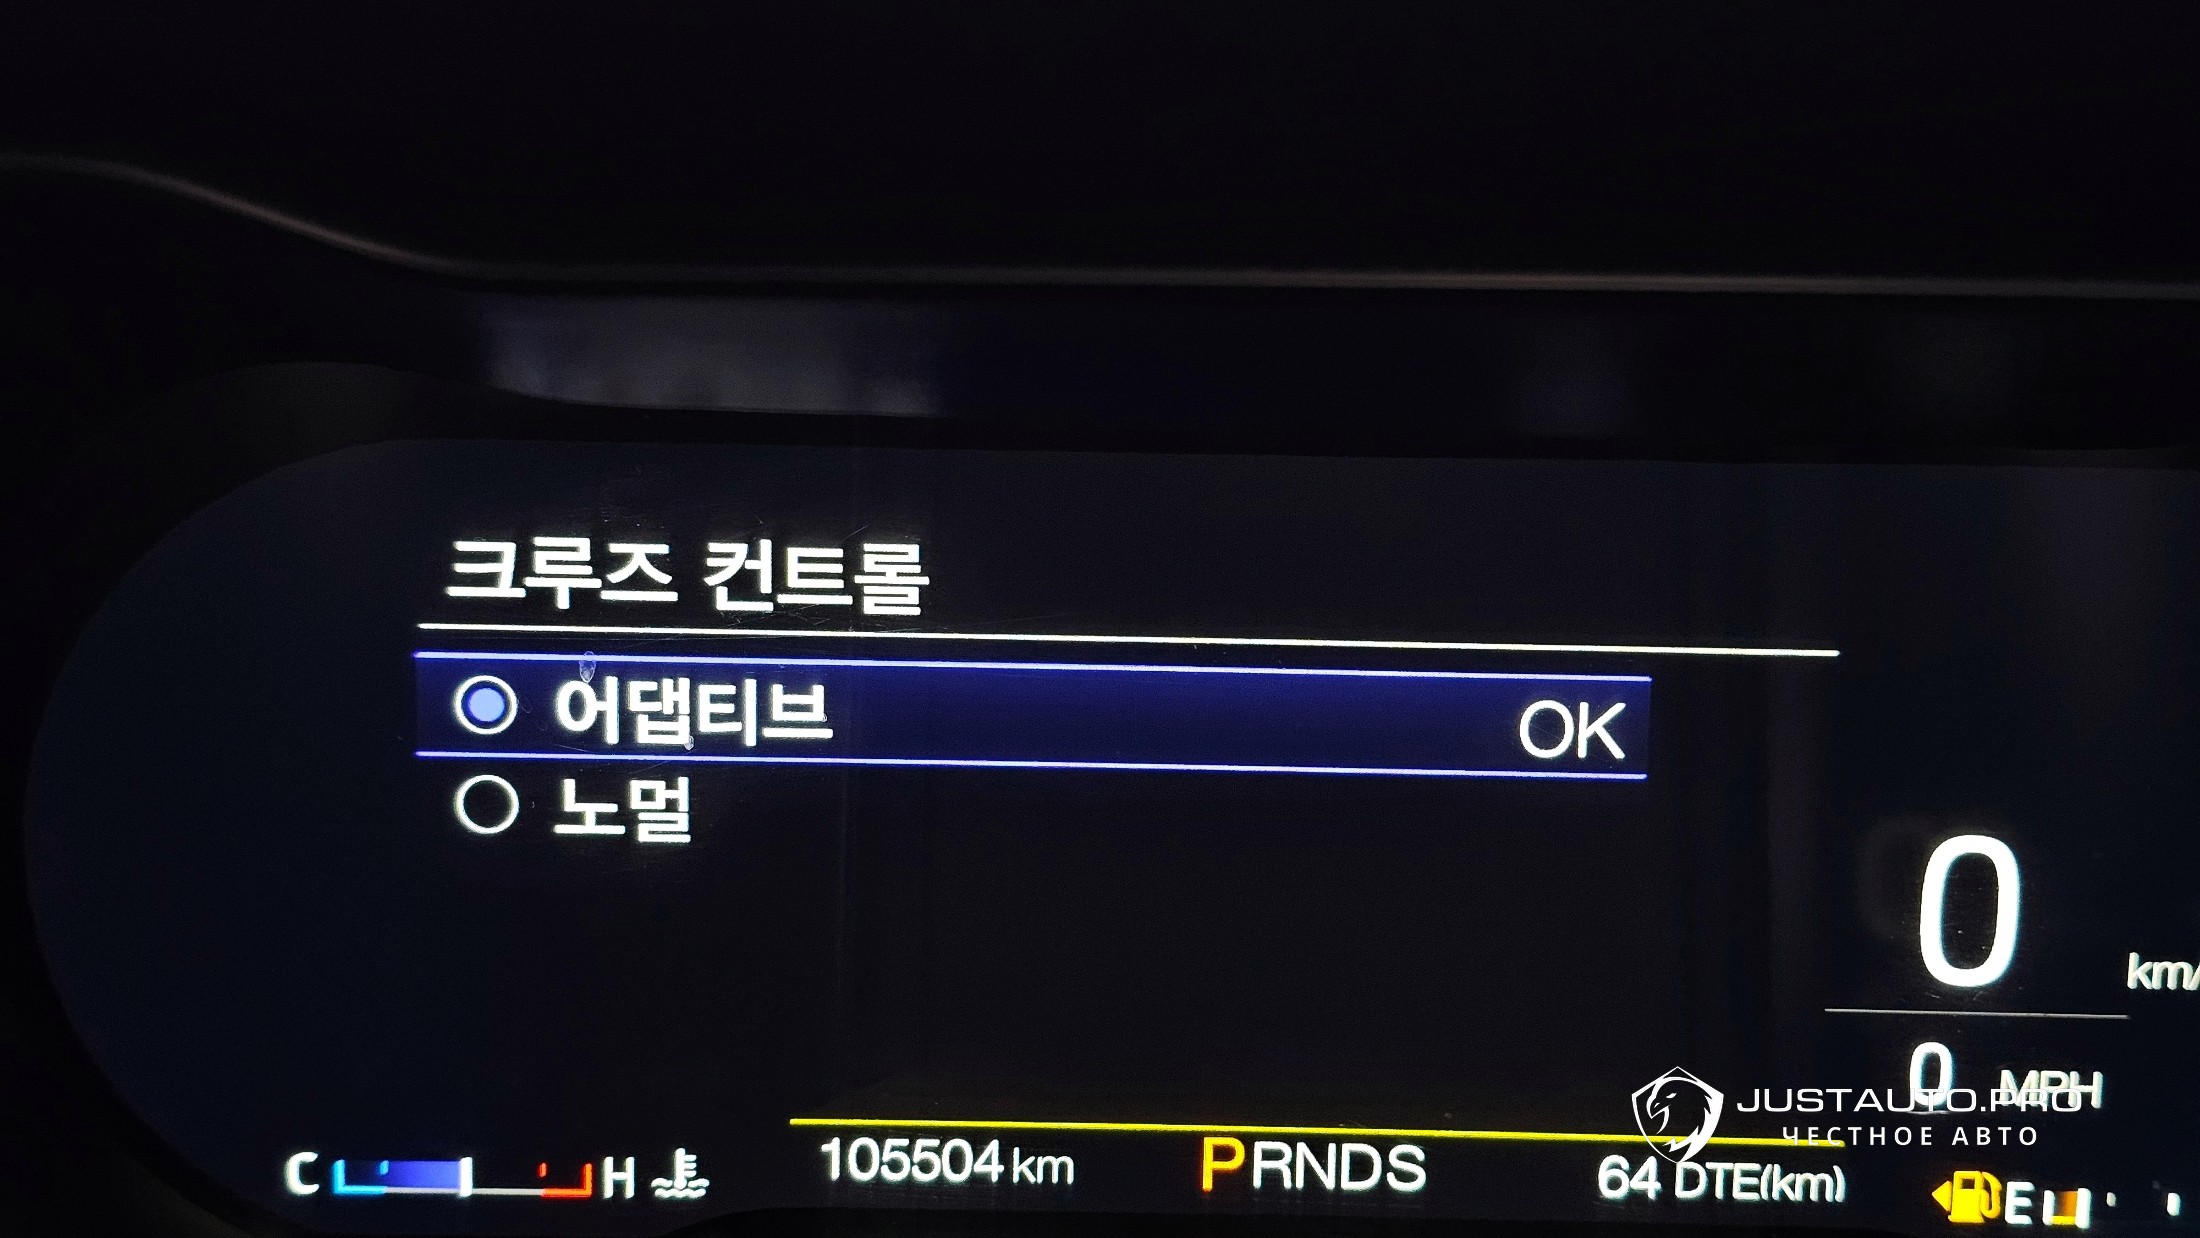 크루즈 컨트롤
어댑티브 OK
노멀
0
km/
0 MPH
JUSTAUTO.PRO
ЧЕСТНОЕ АВТО
C H 105504 km PRNDS 64 DTE(km) E